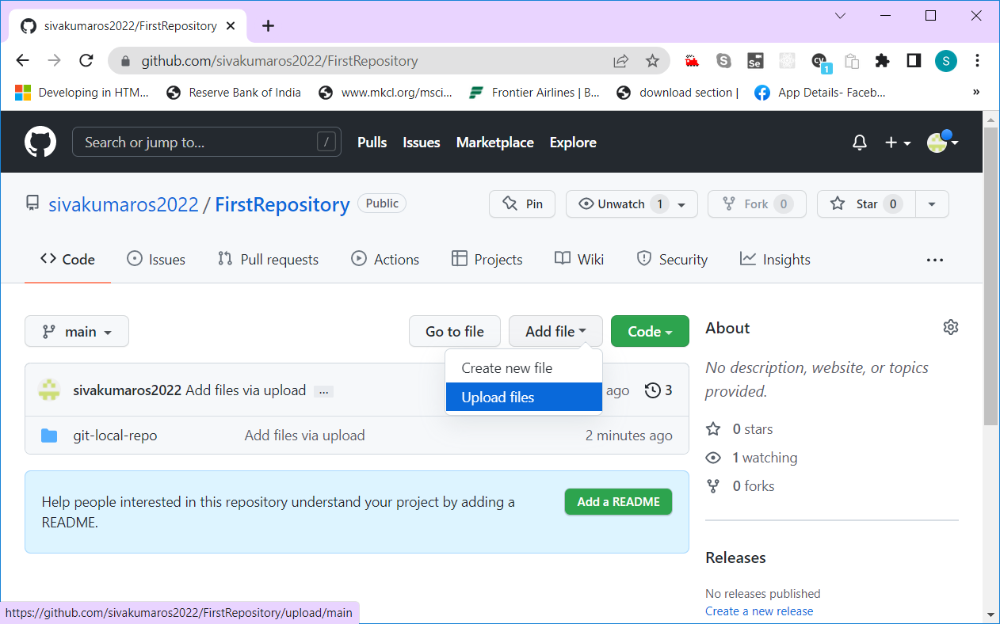 sivakumaros2022/FirstRepository
github.com/sivakumaros2022/FirstRepository
Se
cy
1
S
Developing in HTM...
Reserve Bank of India
www.mkcl.org/msci...
Frontier Airlines | B...
download section |
App Details- Faceb...
»
Search or jump to...
/
Pulls
Issues
Marketplace
Explore
sivakumaros2022 / FirstRepository
Public
Pin
Unwatch 1
Fork 0
Star 0
Code
Issues
Pull requests
Actions
Projects
Wiki
Security
Insights
...
main
Go to file
Add file
Code
Create new file
Upload files
sivakumaros2022 Add files via upload ...
ago
3
git-local-repo
Add files via upload
2 minutes ago
Help people interested in this repository understand your project by adding a
README.
Add a README
About
No description, website, or topics
provided.
0 stars
1 watching
0 forks
Releases
No releases published
Create a new release
https://github.com/sivakumaros2022/FirstRepository/upload/main